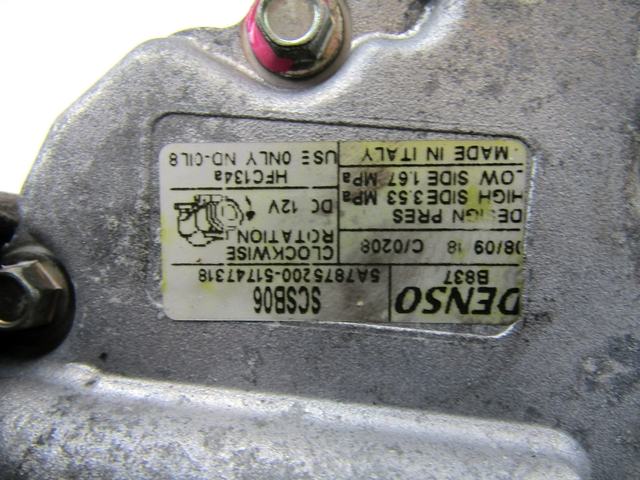 DENSO
SCSB06
B837
5A7875200-51747318
08/09 18 C/0208
DESIGN PRES
HIGH SIDE 3.53 MPa
LOW SIDE 1.67 MPa
MADE IN ITALY
CLOCKWISE
ROTATION
DC 12V
HFC134a
USE ONLY ND-OIL8